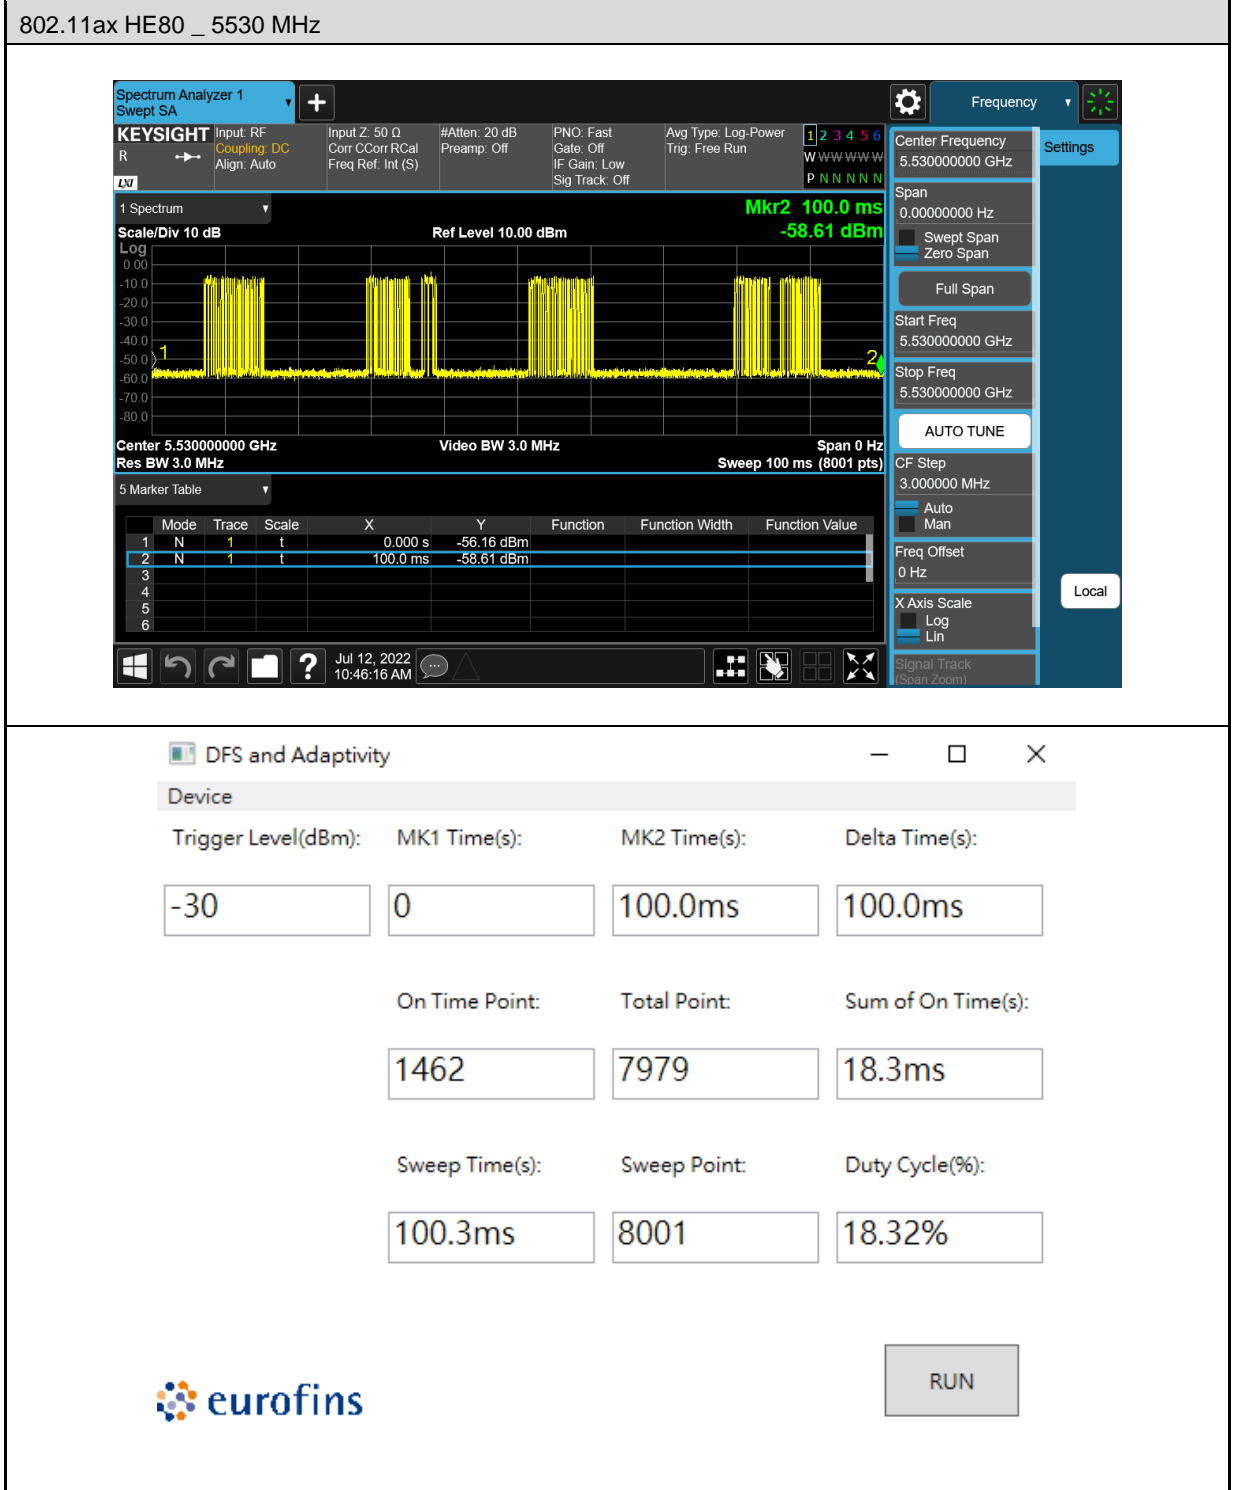 802.11ax HE80 _ 5530 MHz
Spectrum Analyzer 1
Swept SA
Frequency
KEYSIGHT
R
LXI
Input: RF
Coupling: DC
Align: Auto
Input Z: 50 Ω
Corr CCorr RCal
Freq Ref: Int (S)
#Atten: 20 dB
Preamp: Off
PNO: Fast
Gate: Off
IF Gain: Low
Sig Track: Off
Avg Type: Log-Power
Trig: Free Run
1 2 3 4 5 6
W W W W W W
P N N N N N
1 Spectrum
Mkr2 100.0 ms
-58.61 dBm
Scale/Div 10 dB
Ref Level 10.00 dBm
Log
0.00
-10.0
-20.0
-30.0
-40.0
-50.0
-60.0
-70.0
-80.0
1
2
Center 5.530000000 GHz
Video BW 3.0 MHz
Span 0 Hz
Res BW 3.0 MHz
Sweep 100 ms (8001 pts)
5 Marker Table
Mode Trace Scale X Y Function Function Width Function Value
1 N 1 t 0.000 s -56.16 dBm
2 N 1 t 100.0 ms -58.61 dBm
3
4
5
6
Jul 12, 2022
10:46:16 AM
Center Frequency
5.530000000 GHz
Span
0.00000000 Hz
Swept Span
Zero Span
Full Span
Start Freq
5.530000000 GHz
Stop Freq
5.530000000 GHz
AUTO TUNE
CF Step
3.000000 MHz
Auto
Man
Freq Offset
0 Hz
X Axis Scale
Log
Lin
Signal Track
(Span Zoom)
Settings
Local
DFS and Adaptivity
Device
Trigger Level(dBm): MK1 Time(s): MK2 Time(s): Delta Time(s):
-30 0 100.0ms 100.0ms
On Time Point: Total Point: Sum of On Time(s):
1462 7979 18.3ms
Sweep Time(s): Sweep Point: Duty Cycle(%):
100.3ms 8001 18.32%
RUN
eurofins